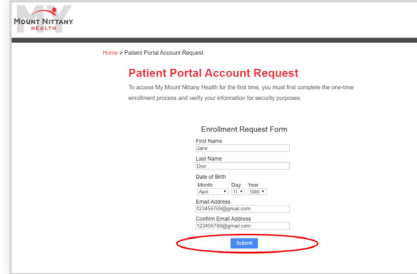 MY
MOUNT NITTANY
HEALTH
Home > Patient Portal Account Request
Patient Portal Account Request
To access My Mount Nittany Health for the first time, you must first complete the one-time
enrollment process and verify your information for security purposes.
Enrollment Request Form
First Name
Jane
Last Name
Doe
Date of Birth
Month Day Year
April 11 1985
Email Address
123456789@gmail.com
Confirm Email Address
123456789@gmail.com
Submit